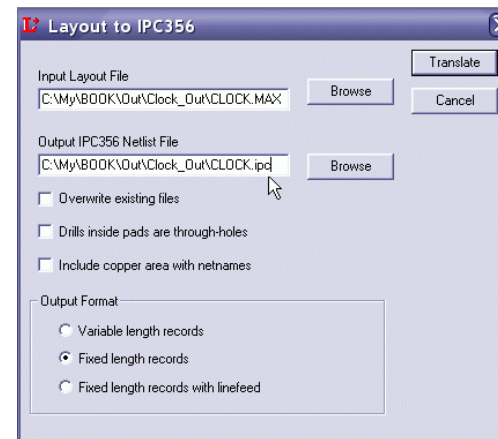 Layout to IPC356
Translate
Input Layout File
C:\My\BOOK\Out\Clock_Out\CLOCK.MAX
Browse
Cancel
Output IPC356 Netlist File
C:\My\BOOK\Out\Clock_Out\CLOCK.ipc
Browse
Overwrite existing files
Drills inside pads are through-holes
Include copper area with netnames
Output Format
Variable length records
Fixed length records
Fixed length records with linefeed